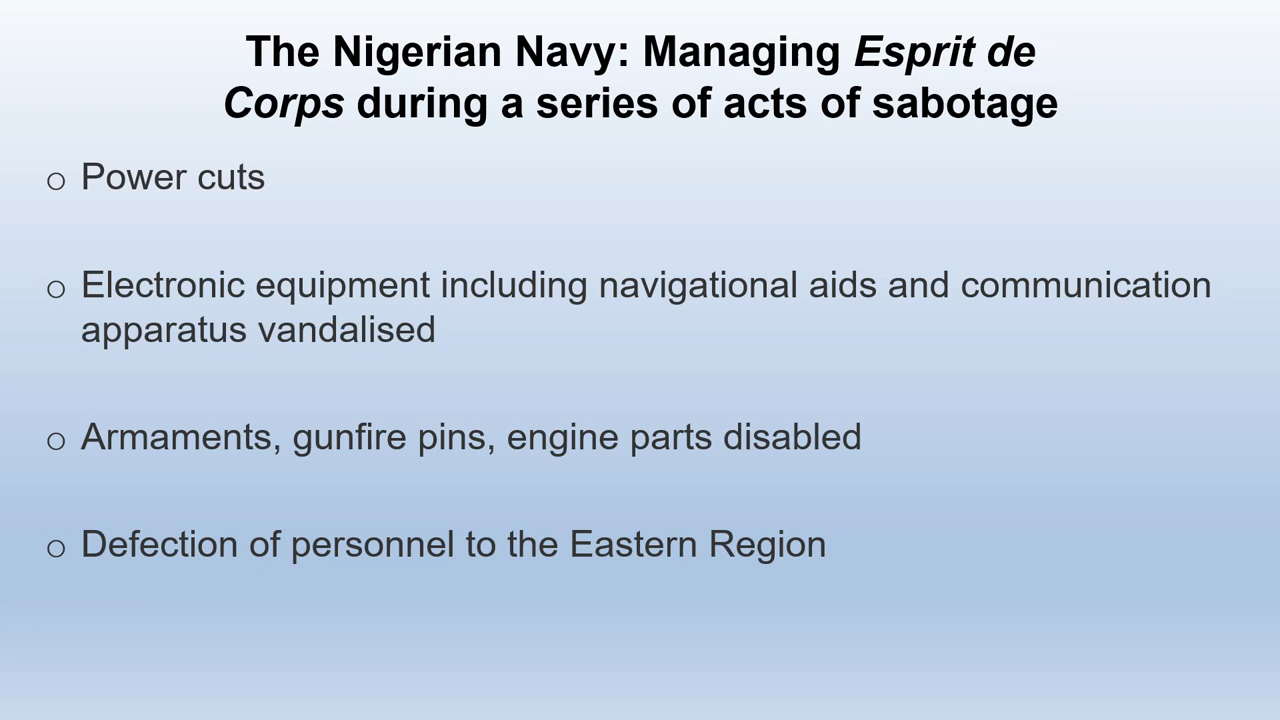 The Nigerian Navy: Managing Esprit de
Corps during a series of acts of sabotage
o Power cuts
o Electronic equipment including navigational aids and communication
apparatus vandalised
o Armaments, gunfire pins, engine parts disabled
o Defection of personnel to the Eastern Region